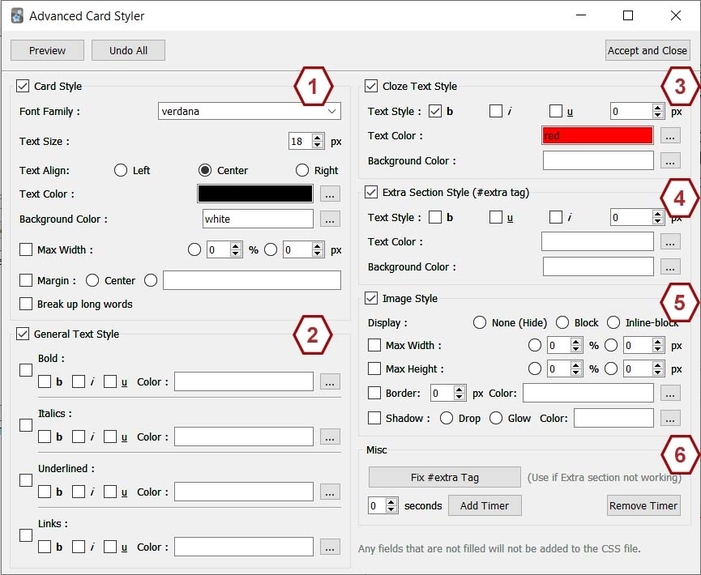 Advanced Card Styler
Preview Undo All Accept and Close
Card Style 1
Font Family : verdana
Text Size : 18 px
Text Align: Left Center Right
Text Color :  ...
Background Color : white ...
Max Width : 0 % 0 px
Margin : Center
Break up long words
General Text Style 2
Bold :
b i u Color : ...
Italics :
b i u Color : ...
Underlined :
b i u Color : ...
Links :
b i u Color : ...
Cloze Text Style 3
Text Style : b i u 0 px
Text Color : red ...
Background Color : ...
Extra Section Style (#extra tag) 4
Text Style : b u i 0 px
Text Color : ...
Background Color : ...
Image Style 5
Display : None (Hide) Block Inline-block
Max Width : 0 % 0 px
Max Height : 0 % 0 px
Border: 0 px Color: ...
Shadow : Drop Glow Color: ...
Misc 6
Fix #extra Tag (Use if Extra section not working)
0 seconds Add Timer Remove Timer
Any fields that are not filled will not be added to the CSS file.